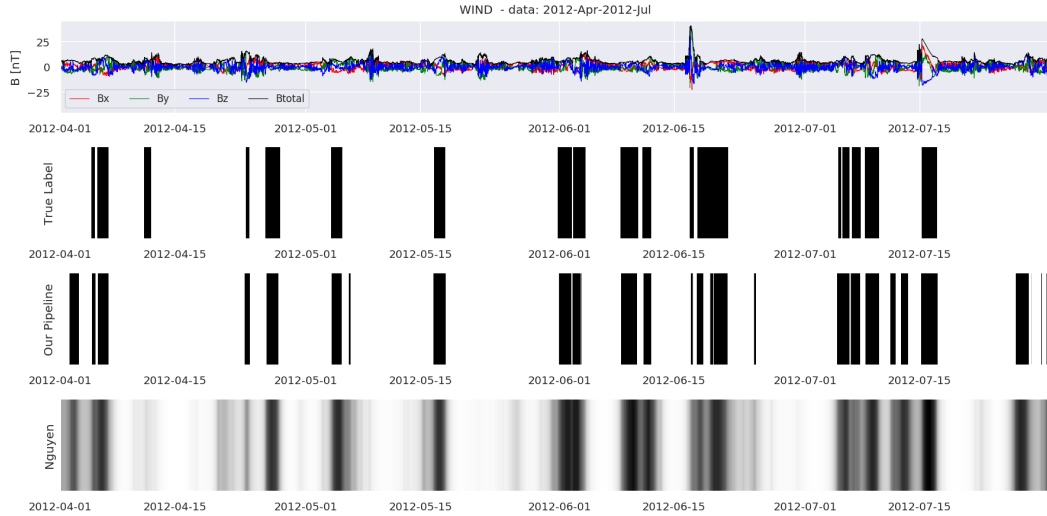 WIND - data: 2012-Apr-2012-Jul
B [nT]
25
0
−25
Bx By Bz Btotal
2012-04-01 2012-04-15 2012-05-01 2012-05-15 2012-06-01 2012-06-15 2012-07-01 2012-07-15
True Label
2012-04-01 2012-04-15 2012-05-01 2012-05-15 2012-06-01 2012-06-15 2012-07-01 2012-07-15
Our Pipeline
2012-04-01 2012-04-15 2012-05-01 2012-05-15 2012-06-01 2012-06-15 2012-07-01 2012-07-15
Nguyen
2012-04-01 2012-04-15 2012-05-01 2012-05-15 2012-06-01 2012-06-15 2012-07-01 2012-07-15